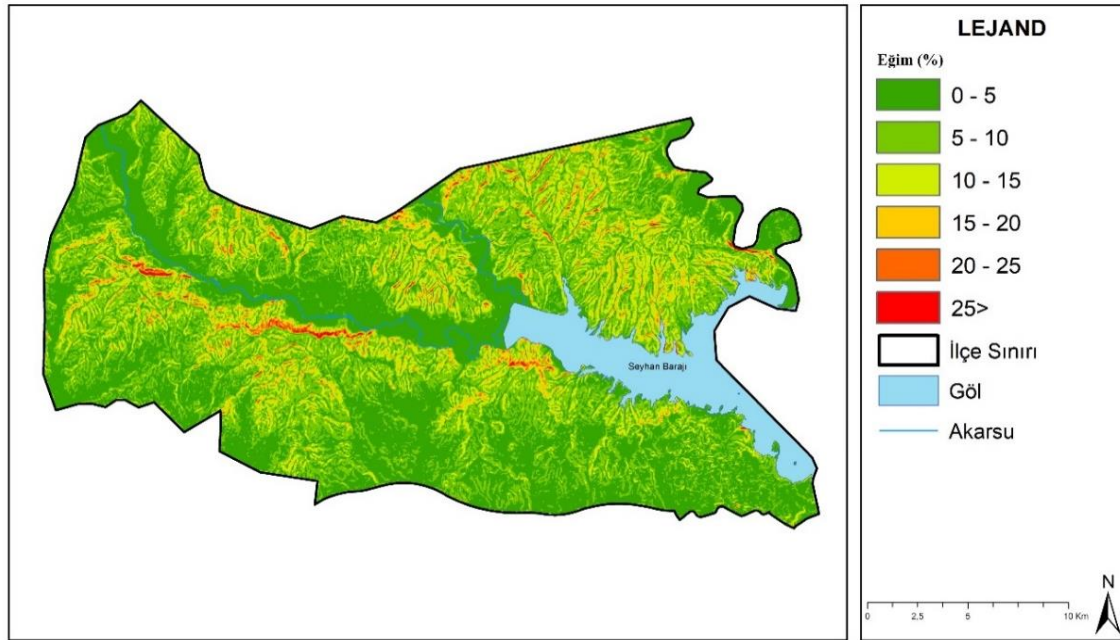 Seyhan Barajı
LEJAND
Eğim (%)
0 - 5
5 - 10
10 - 15
15 - 20
20 - 25
25>
İlçe Sınırı
Göl
Akarsu
N
0 2,5 5 10 Km